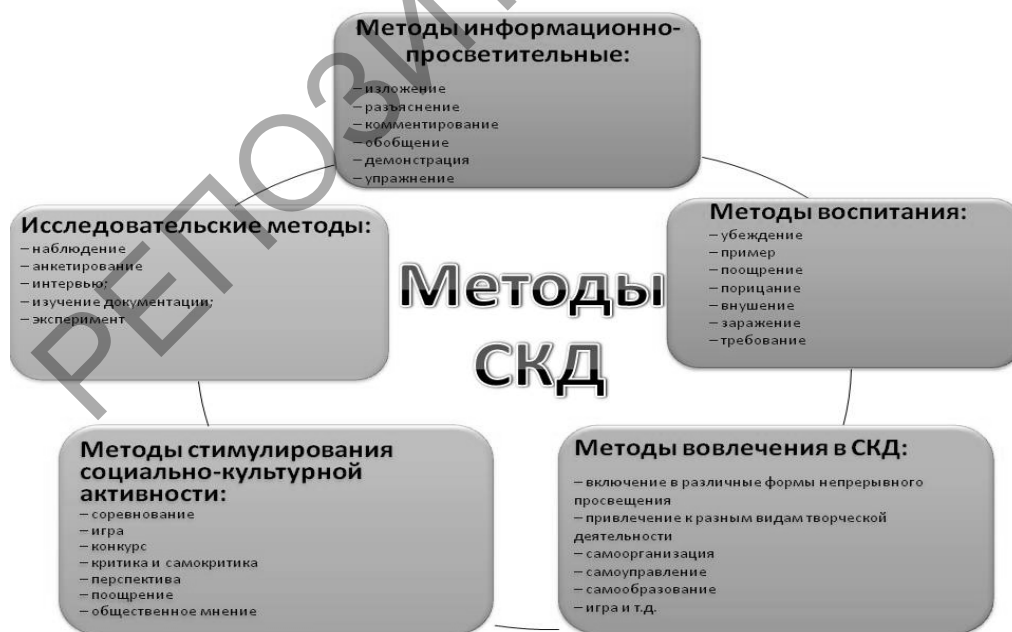 Методы информационно-
просветительные:
– изложение
– разъяснение
– комментирование
– обобщение
– демонстрация
– упражнение
Исследовательские методы:
– наблюдение
– анкетирование
– интервью;
– изучение документации;
– эксперимент
Методы воспитания:
– убеждение
– пример
– поощрение
– порицание
– внушение
– заражение
– требование
Методы
СКД
Методы стимулирования
социально-культурной
активности:
– соревнование
– игра
– конкурс
– критика и самокритика
– перспектива
– поощрение
– общественное мнение
Методы вовлечения в СКД:
– включение в различные формы непрерывного
просвещения
– привлечение к разным видам творческой
деятельности
– самоорганизация
– самоуправление
– самообразование
– игра и т.д.